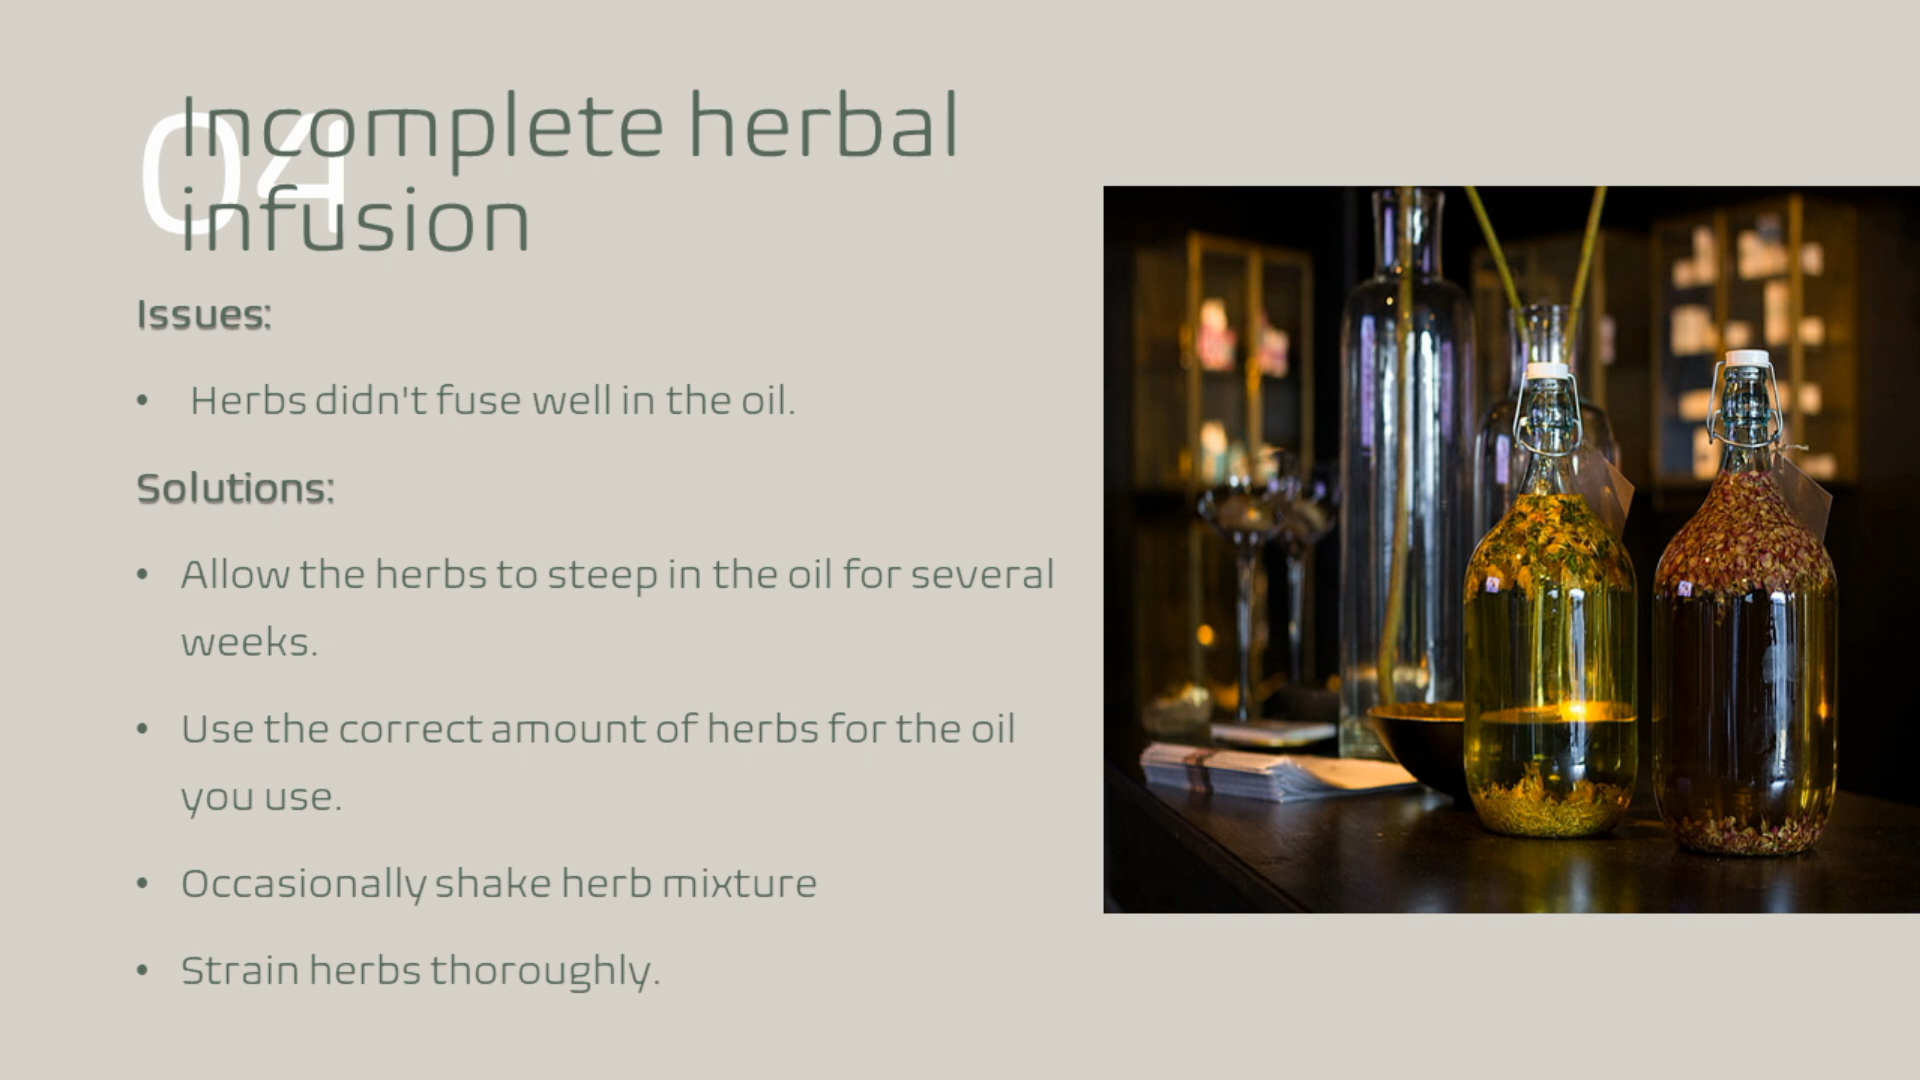 04
Incomplete herbal
infusion
Issues:
• Herbs didn't fuse well in the oil.
Solutions:
• Allow the herbs to steep in the oil for several
weeks.
• Use the correct amount of herbs for the oil
you use.
• Occasionally shake herb mixture
• Strain herbs thoroughly.